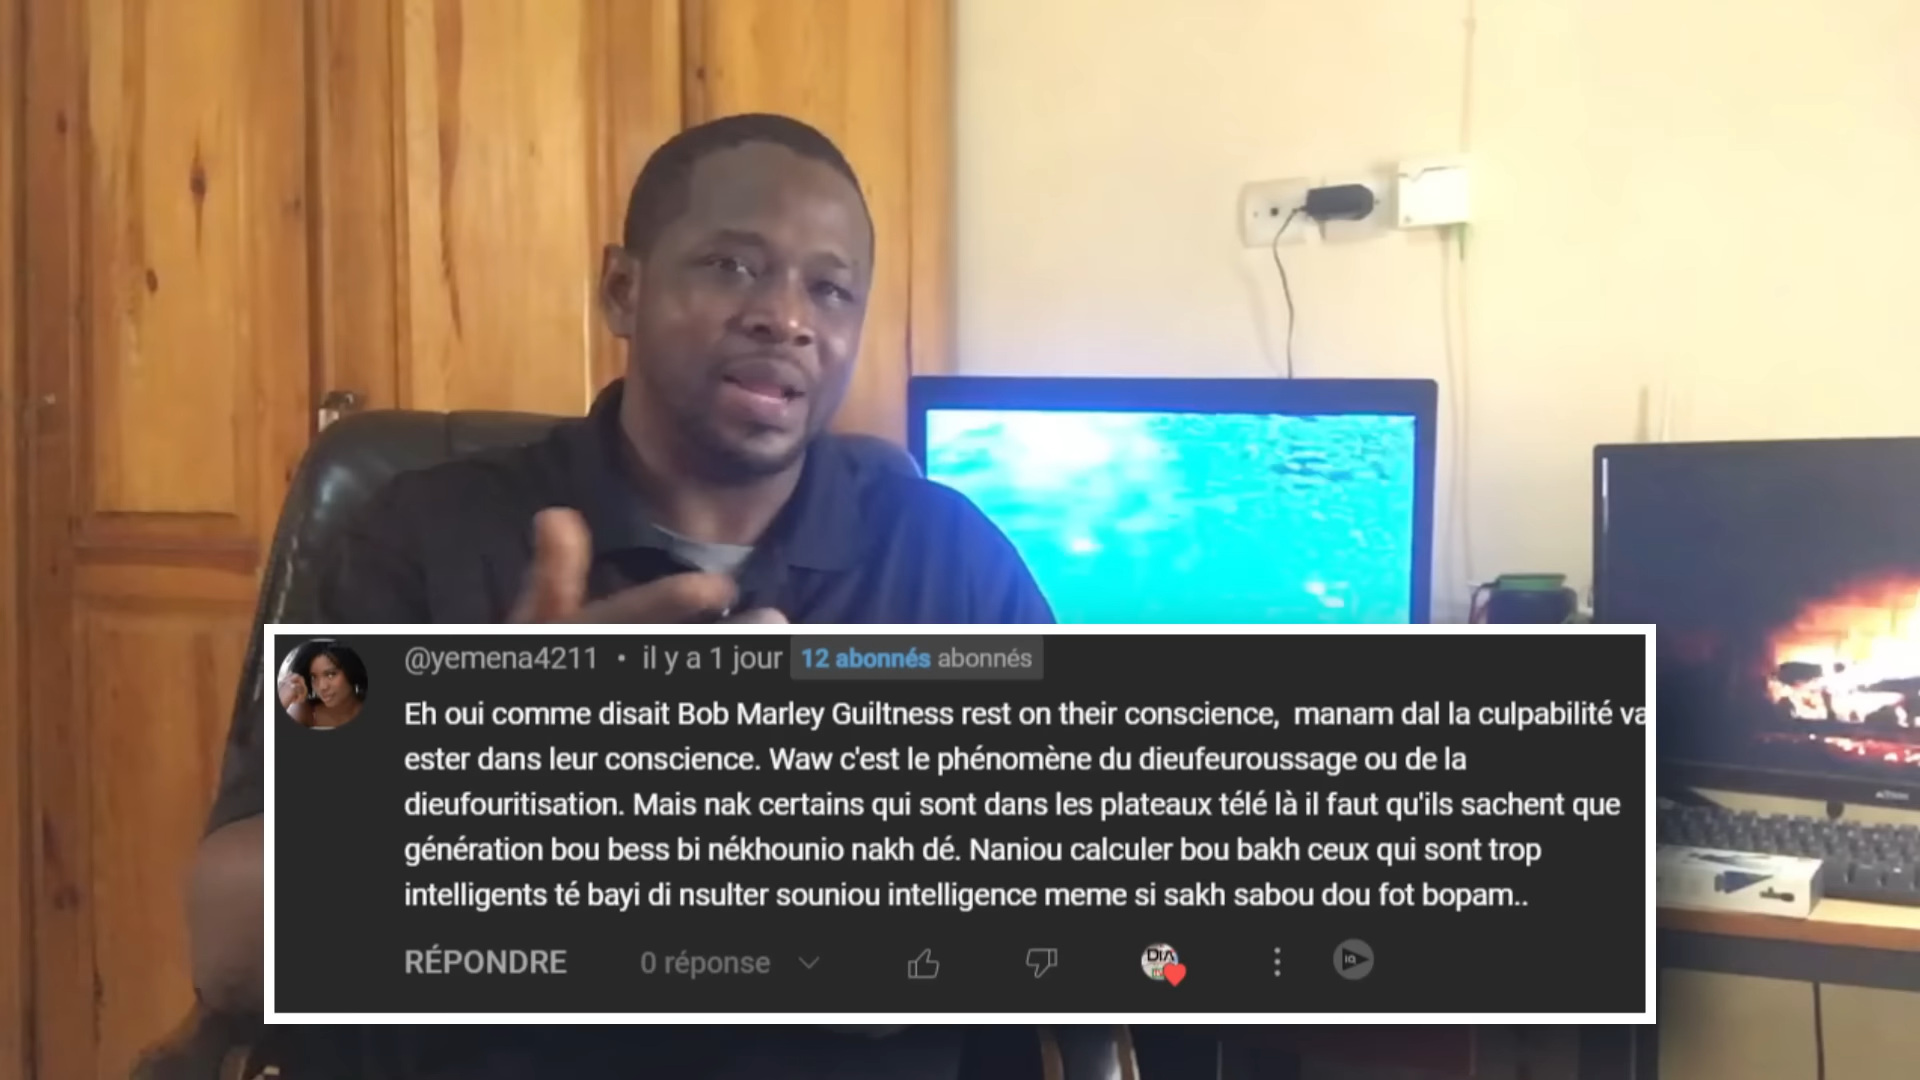 @yemena4211 • il y a 1 jour 12 abonnés abonnés
Eh oui comme disait Bob Marley Guiltness rest on their conscience, manam dal la culpabilité va
ester dans leur conscience. Waw c'est le phénomène du dieufeuroussage ou de la
dieufouritisation. Mais nak certains qui sont dans les plateaux télé là il faut qu'ils sachent que
génération bou bess bi nékhounio nakh dé. Naniou calculer bou bakh ceux qui sont trop
intelligents té bayi di nsulter souniou intelligence meme si sakh sabou dou fot bopam..
RÉPONDRE 0 réponse
DIA